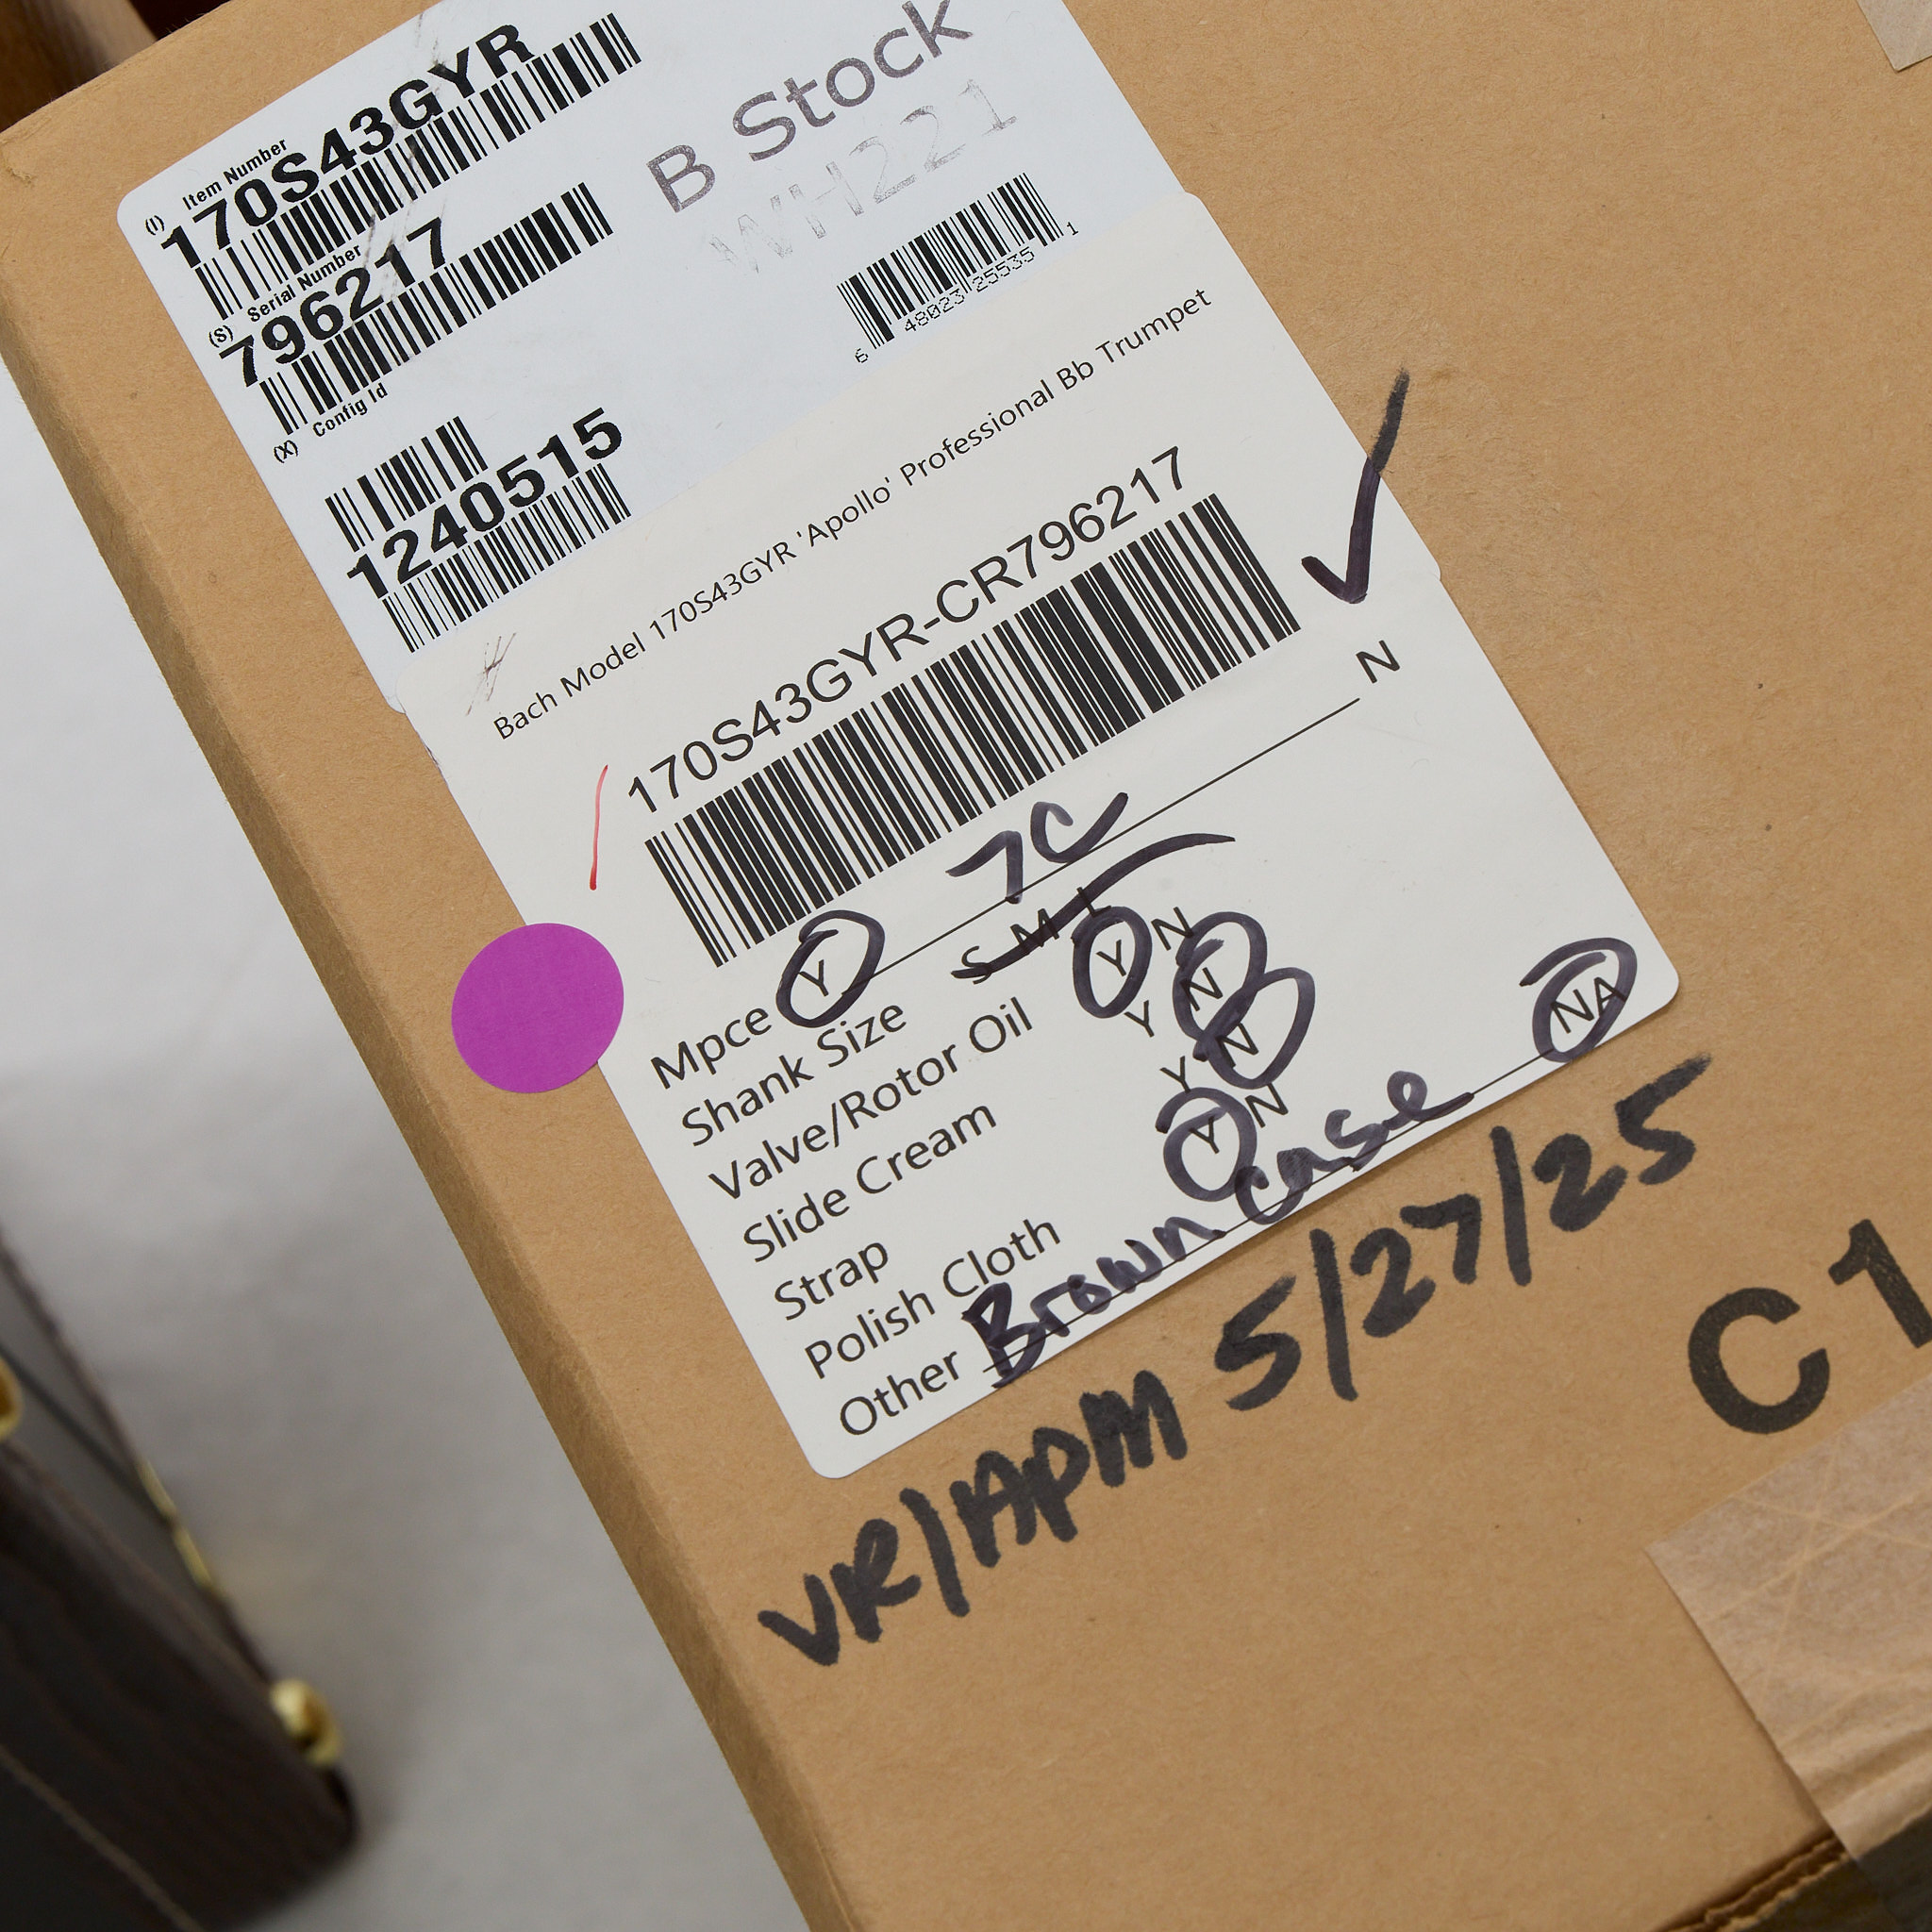 (I) Item Number
170S43GYR
(S) Serial Number
796217
(X) Config Id
1240515
B Stock
WH221
6 48023 25535 1
Bach Model 170S43GYR 'Apollo' Professional Bb Trumpet
170S43GYR-CR796217
Mpce Y 7C N
Shank Size S M L
Valve/Rotor Oil Y N
Slide Cream Y N
Strap Y N
Polish Cloth Y N
Other Brown Case NA
VR/APM 5/27/25
C1